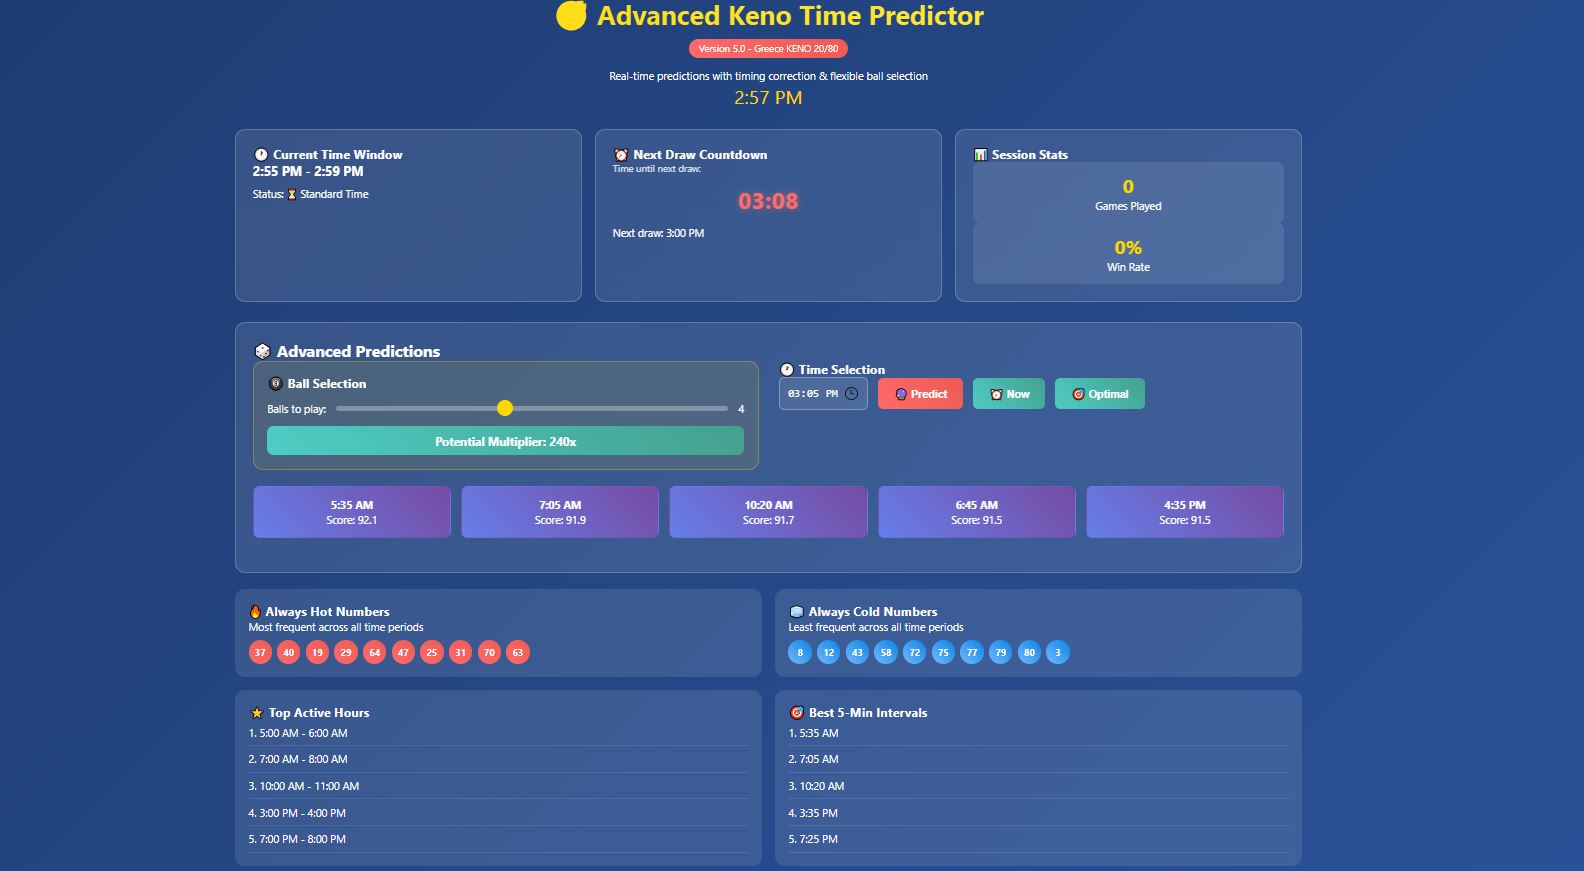 Advanced Keno Time Predictor
Version 5.0 - Greece KENO 20/80
Real-time predictions with timing correction & flexible ball selection
2:57 PM
Current Time Window
2:55 PM - 2:59 PM
Status: ⏳ Standard Time
Next Draw Countdown
Time until next draw:
03:08
Next draw: 3:00 PM
Session Stats
0
Games Played
0%
Win Rate
Advanced Predictions
Ball Selection
Balls to play: 4
Potential Multiplier: 240x
Time Selection
03:05 PM
Predict
Now
Optimal
5:35 AM
Score: 92.1
7:05 AM
Score: 91.9
10:20 AM
Score: 91.7
6:45 AM
Score: 91.5
4:35 PM
Score: 91.5
Always Hot Numbers
Most frequent across all time periods
37 40 19 29 64 47 25 31 70 63
Always Cold Numbers
Least frequent across all time periods
8 12 43 58 72 75 77 79 80 3
Top Active Hours
1. 5:00 AM - 6:00 AM
2. 7:00 AM - 8:00 AM
3. 10:00 AM - 11:00 AM
4. 3:00 PM - 4:00 PM
5. 7:00 PM - 8:00 PM
Best 5-Min Intervals
1. 5:35 AM
2. 7:05 AM
3. 10:20 AM
4. 3:35 PM
5. 7:25 PM